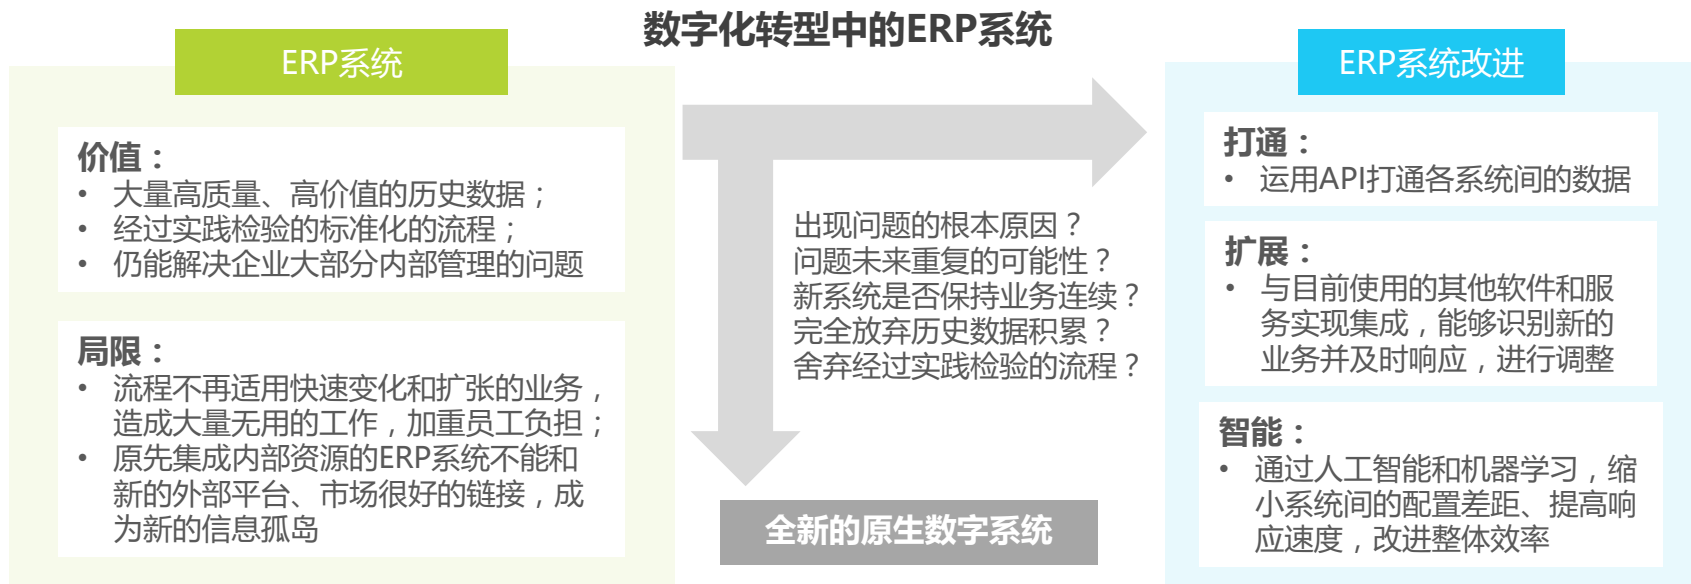 数字化转型中的ERP系统
ERP系统
价值：
• 大量高质量、高价值的历史数据；
• 经过实践检验的标准化的流程；
• 仍能解决企业大部分内部管理的问题
局限：
• 流程不再适用快速变化和扩张的业务，
造成大量无用的工作，加重员工负担；
• 原先集成内部资源的ERP系统不能和
新的外部平台、市场很好的链接，成
为新的信息孤岛
出现问题的根本原因？
问题未来重复的可能性？
新系统是否保持业务连续？
完全放弃历史数据积累？
舍弃经过实践检验的流程？
全新的原生数字系统
ERP系统改进
打通：
• 运用API打通各系统间的数据
扩展：
• 与目前使用的其他软件和服
务实现集成，能够识别新的
业务并及时响应，进行调整
智能：
• 通过人工智能和机器学习，缩
小系统间的配置差距、提高响
应速度，改进整体效率